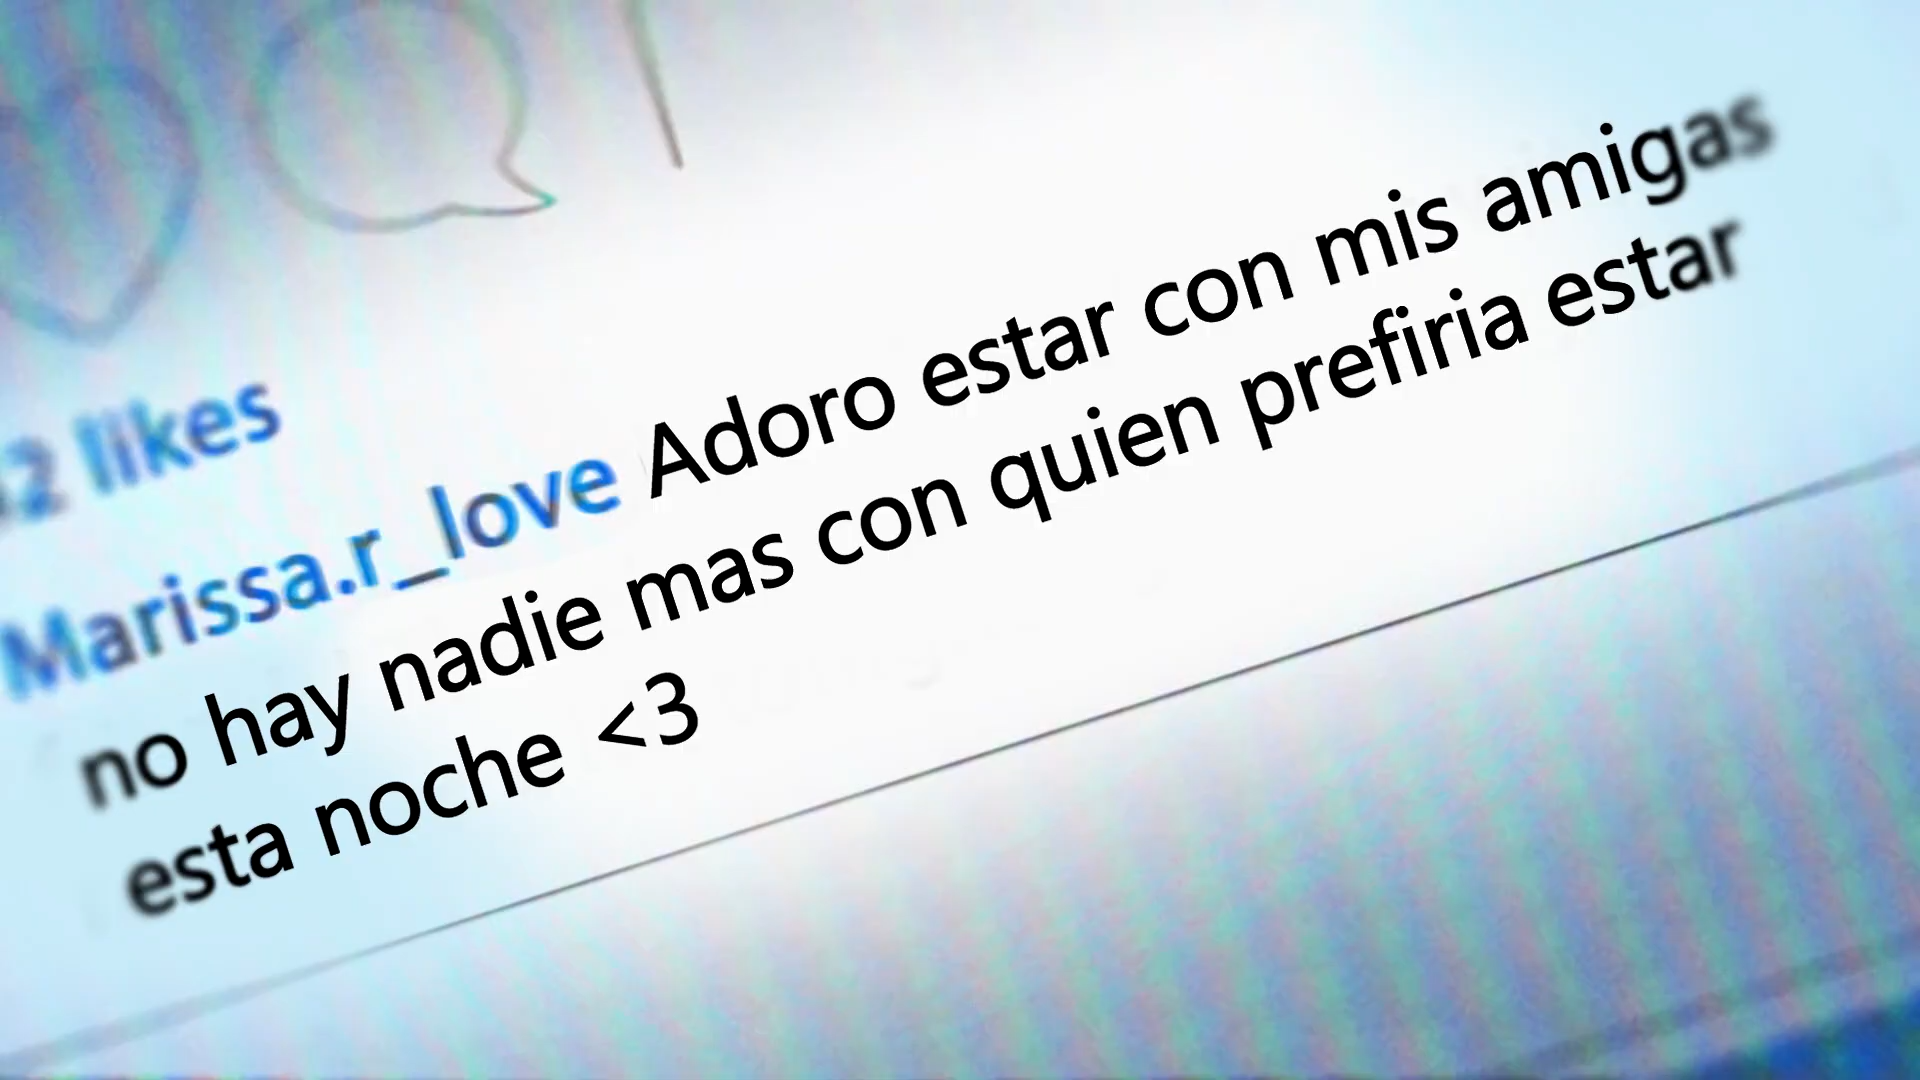 2 likes
Marissa.r_love Adoro estar con mis amigas
no hay nadie mas con quien prefiria estar
esta noche <3